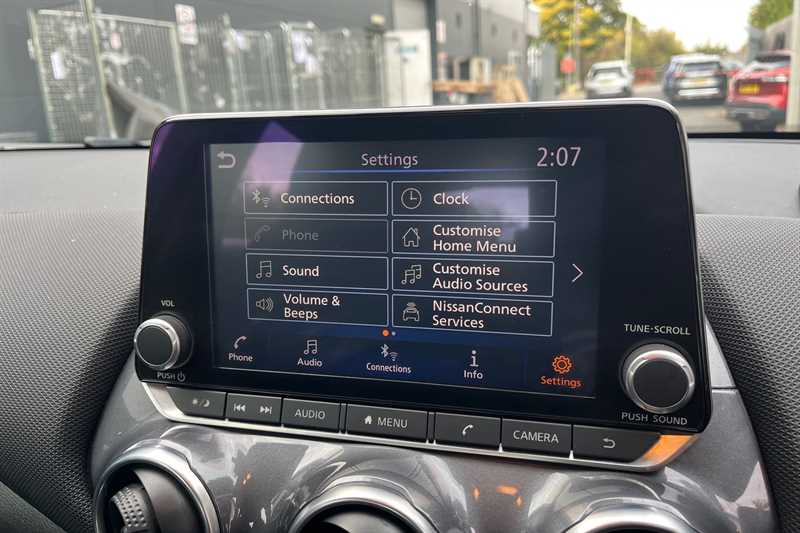 Settings
2:07
Connections
Clock
Phone
Customise
Home Menu
Sound
Customise
Audio Sources
Volume &
Beeps
NissanConnect
Services
Phone
Audio
Connections
Info
Settings
VOL
PUSH
TUNE·SCROLL
PUSH SOUND
AUDIO
MENU
CAMERA